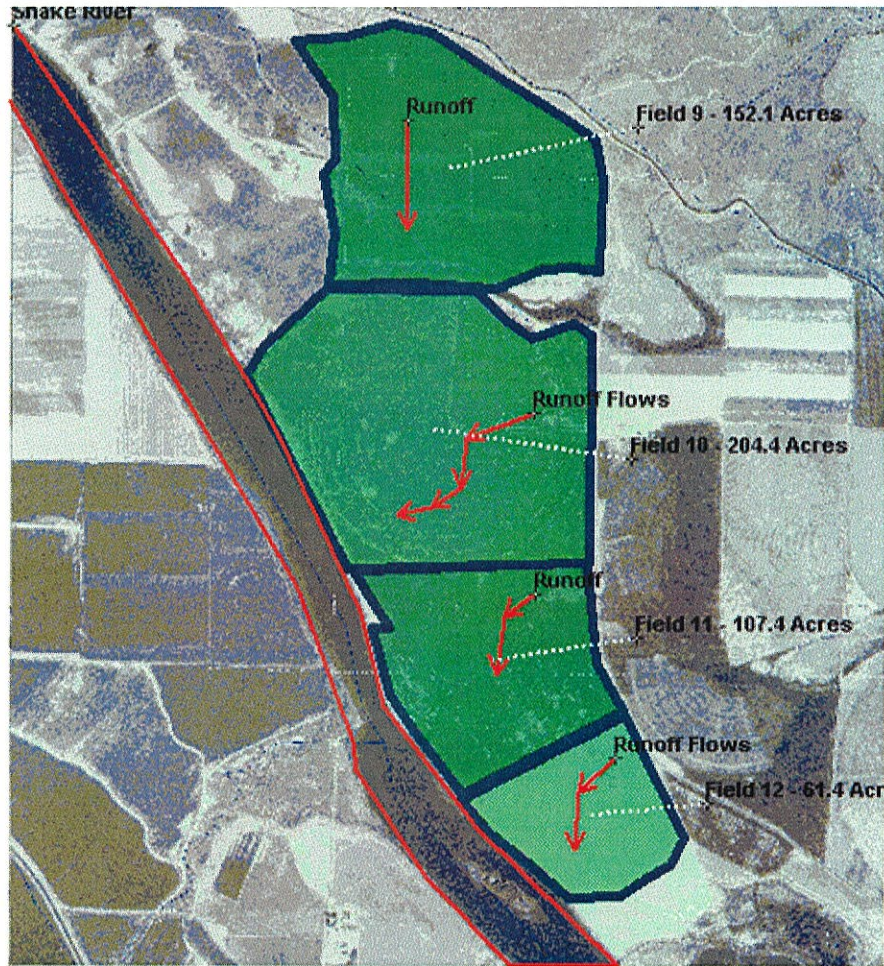 Snake River
Runoff
Field 9 - 152.1 Acres
Runoff Flows
Field 10 - 204.4 Acres
Runoff
Field 11 - 107.4 Acres
Runoff Flows
Field 12 - 61.4 Acr